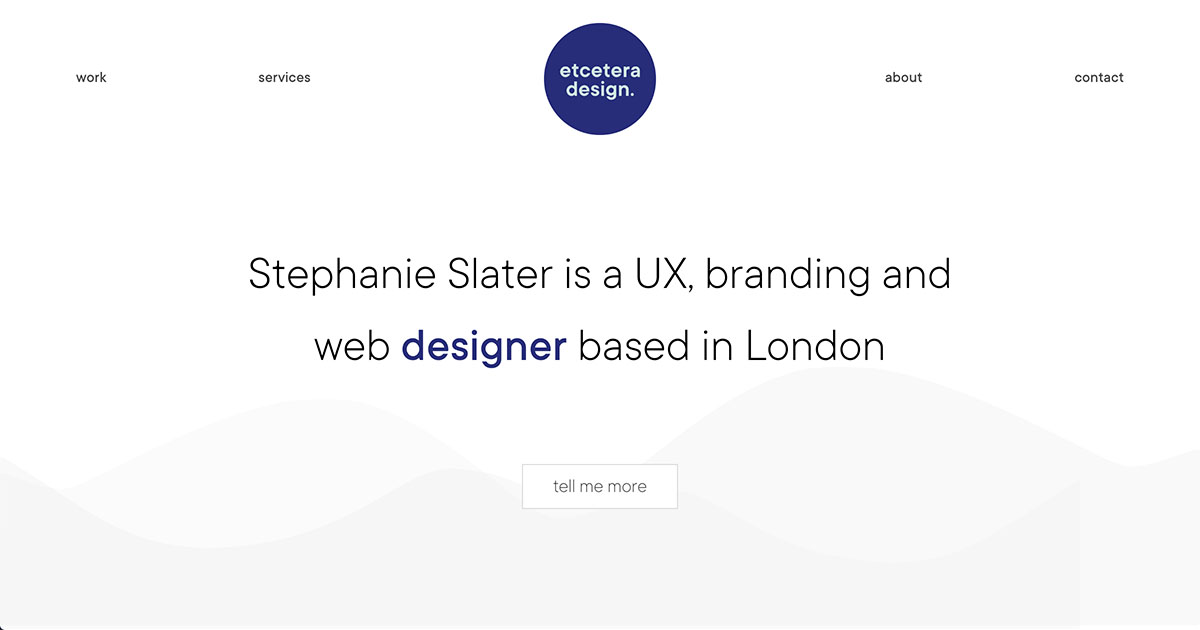 work
services
etcetera
design.
about
contact
Stephanie Slater is a UX, branding and
web designer based in London
tell me more